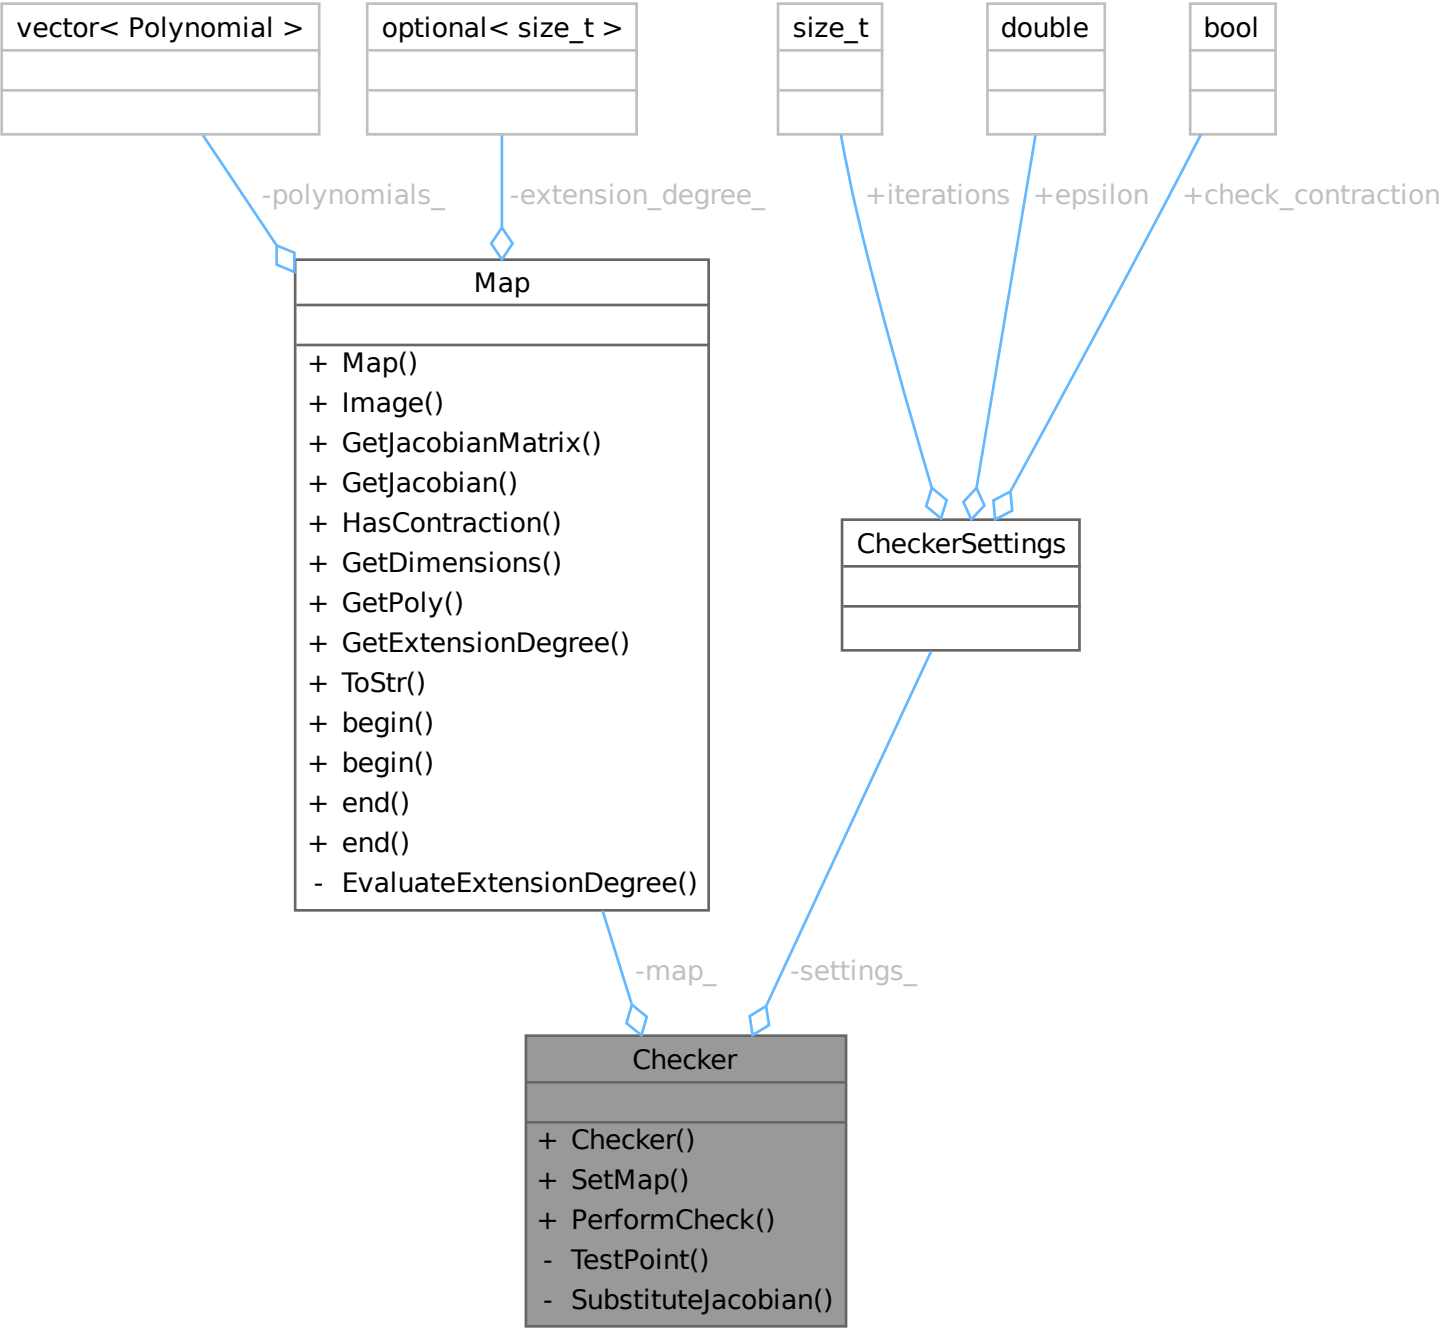 vector< Polynomial >
optional< size_t >
size_t
double
bool
-polynomials_
-extension_degree_
+iterations
+epsilon
+check_contraction
Map
+ Map()
+ Image()
+ GetJacobianMatrix()
+ GetJacobian()
+ HasContraction()
+ GetDimensions()
+ GetPoly()
+ GetExtensionDegree()
+ ToStr()
+ begin()
+ begin()
+ end()
+ end()
- EvaluateExtensionDegree()
CheckerSettings
-map_
-settings_
Checker
+ Checker()
+ SetMap()
+ PerformCheck()
- TestPoint()
- SubstituteJacobian()